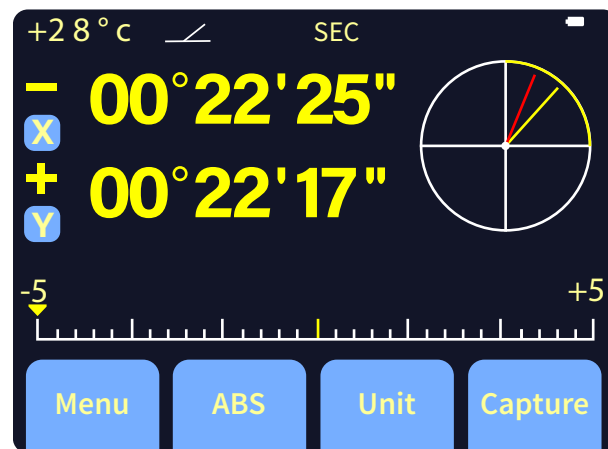 +28°c SEC
- 00°22'25"
X
+ 00°22'17"
Y
-5 +5
Menu ABS Unit Capture